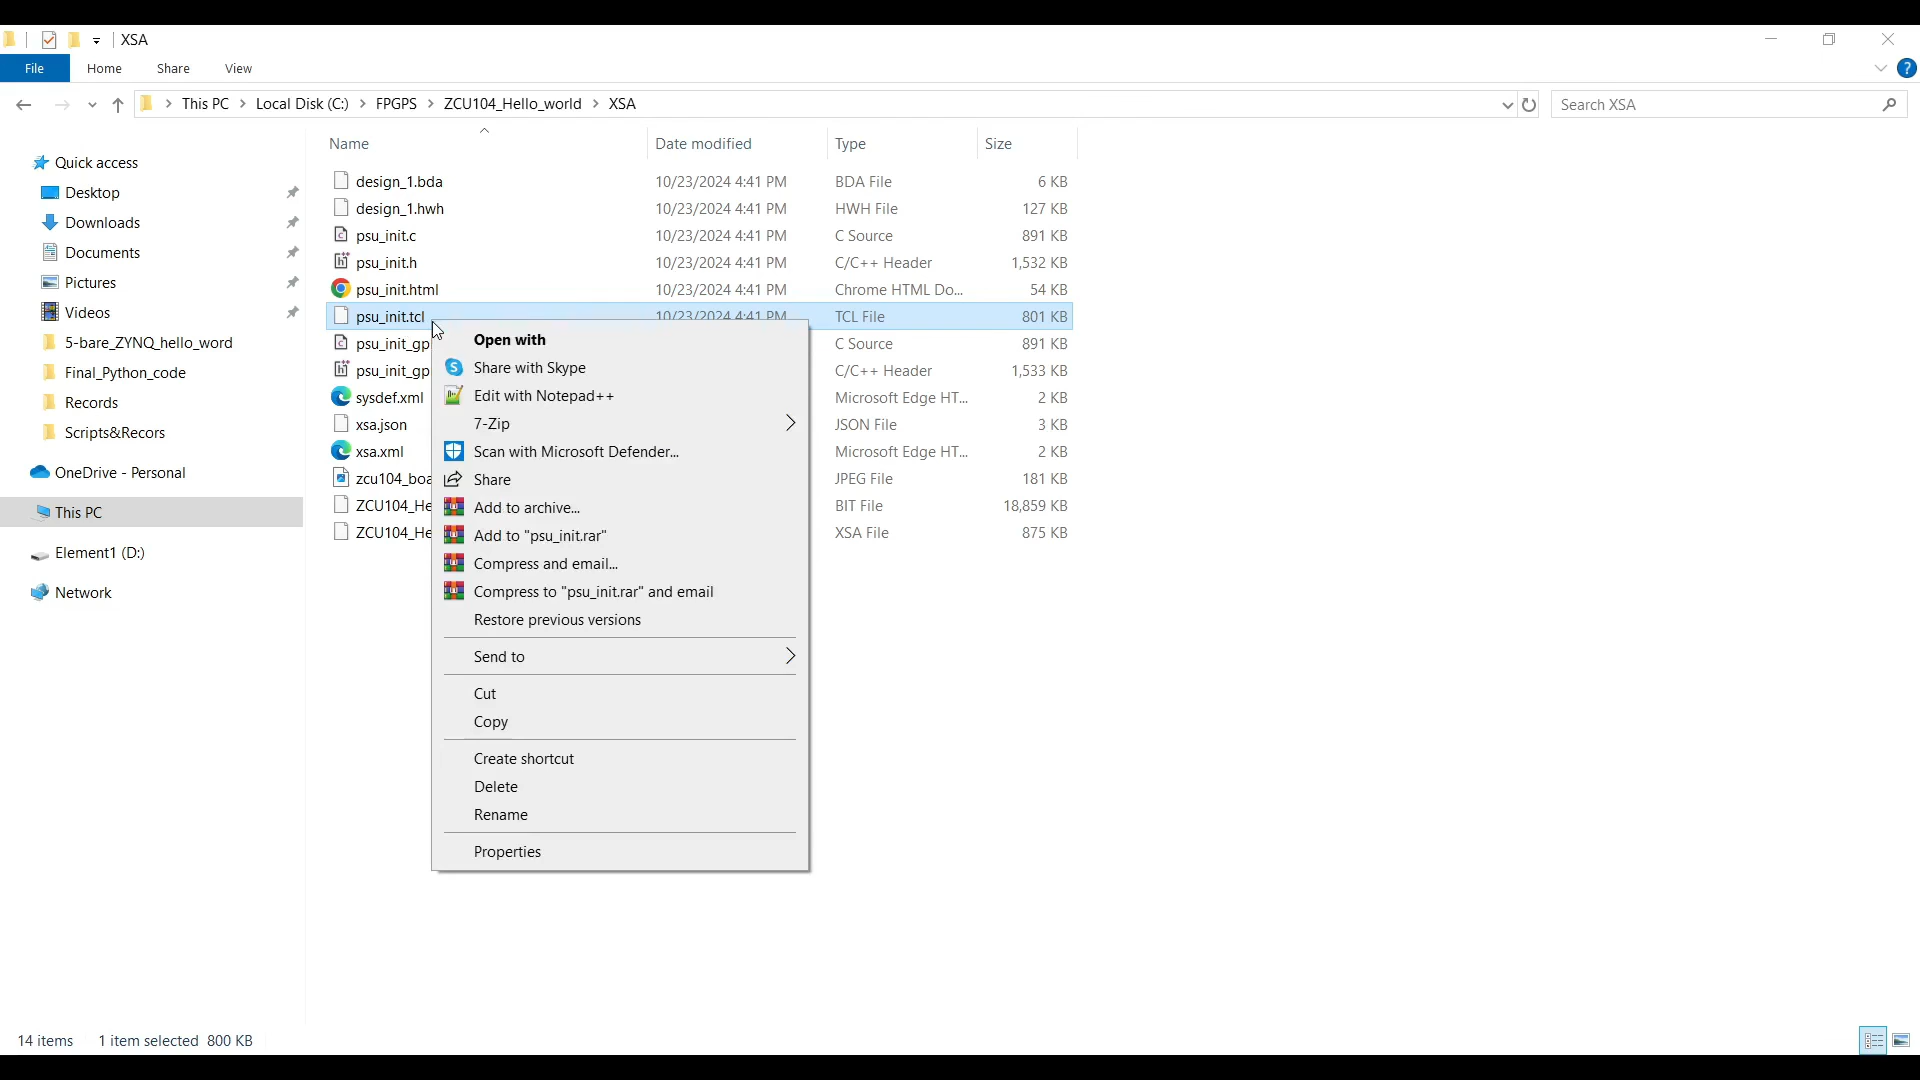 XSA
File Home Share View
This PC Local Disk (C:) FPGPS ZCU104_Hello_world XSA Search XSA
Name Date modified Type Size
Quick access
Desktop
Downloads
Documents
Pictures
Videos
5-bare_ZYNQ_hello_word
Final_Python_code
Records
Scripts&Recors
OneDrive - Personal
This PC
Element1 (D:)
Network
design_1.bda 10/23/2024 4:41 PM BDA File 6 KB
design_1.hwh 10/23/2024 4:41 PM HWH File 127 KB
psu_init.c 10/23/2024 4:41 PM C Source 891 KB
psu_init.h 10/23/2024 4:41 PM C/C++ Header 1,532 KB
psu_init.html 10/23/2024 4:41 PM Chrome HTML Do... 54 KB
psu_init.tcl 10/23/2024 4:41 PM TCL File 801 KB
psu_init_gp C Source 891 KB
psu_init_gp C/C++ Header 1,533 KB
sysdef.xml Microsoft Edge HT... 2 KB
xsa.json JSON File 3 KB
xsa.xml Microsoft Edge HT... 2 KB
zcu104_boa JPEG File 181 KB
ZCU104_He BIT File 18,859 KB
ZCU104_He XSA File 875 KB
Open with
Share with Skype
Edit with Notepad++
7-Zip
Scan with Microsoft Defender...
Share
Add to archive...
Add to "psu_init.rar"
Compress and email...
Compress to "psu_init.rar" and email
Restore previous versions
Send to
Cut
Copy
Create shortcut
Delete
Rename
Properties
14 items 1 item selected 800 KB